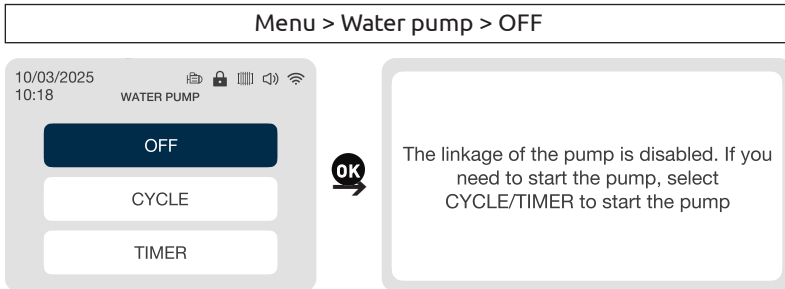 Menu > Water pump > OFF
10/03/2025
10:18
WATER PUMP
OFF
CYCLE
TIMER
OK
The linkage of the pump is disabled. If you
need to start the pump, select
CYCLE/TIMER to start the pump